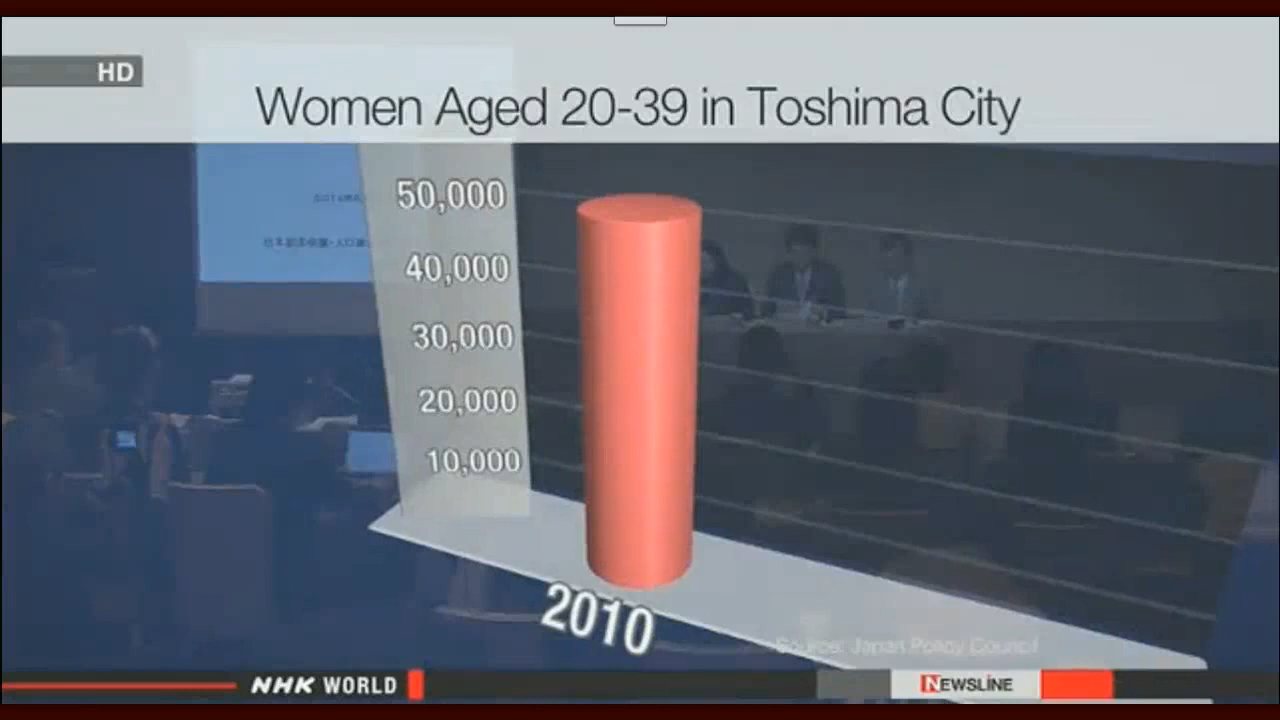 HD
Women Aged 20-39 in Toshima City
50,000
40,000
30,000
20,000
10,000
2010
Source: Japan Policy Council
NHK WORLD
NEWSLINE